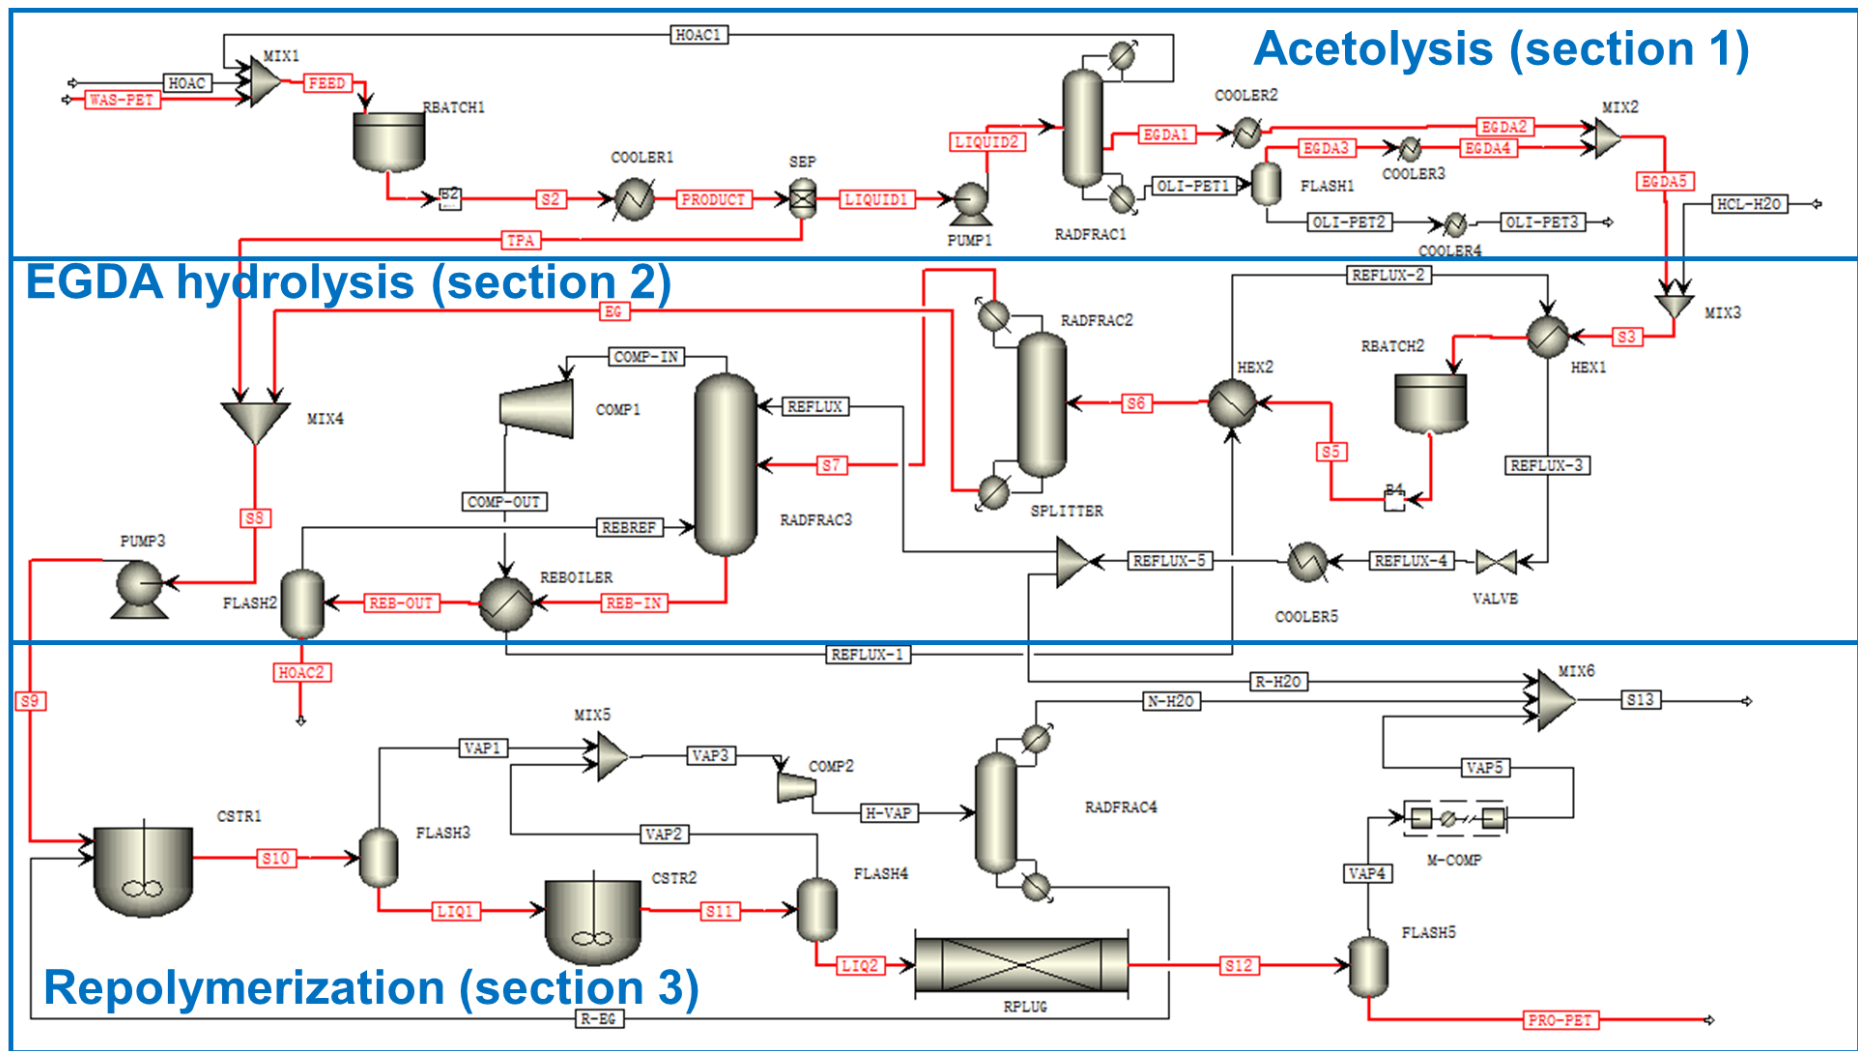 HOAC1
Acetolysis (section 1)
MIX1
HOAC
FEED
WAS-PET
RBATCH1
COOLER2
MIX2
EGDA1
EGDA2
LIQUID2
EGDA3
EGDA4
COOLER3
COOLER1
SEP
FLASH1
EGDA5
OLI-PET1
B2
S2
PRODUCT
LIQUID1
HCL-H2O
OLI-PET2
OLI-PET3
PUMP1
RADFRAC1
COOLER4
TPA
EGDA hydrolysis (section 2)
REFLUX-2
EG
RADFRAC2
MIX3
S3
RBATCH2
COMP-IN
HEX2
HEX1
COMP1
REFLUX
S6
MIX4
S5
S7
REFLUX-3
COMP-OUT
B4
SPLITTER
S8
REBREF
RADFRAC3
PUMP3
REFLUX-5
REFLUX-4
REBOILER
FLASH2
REB-OUT
REB-IN
VALVE
COOLER5
REFLUX-1
HOAC2
R-H2O
MIX6
S9
N-H2O
S13
MIX5
VAP1
VAP3
COMP2
VAP5
CSTR1
H-VAP
RADFRAC4
FLASH3
VAP2
S10
M-COMP
CSTR2
FLASH4
VAP4
LIQ1
S11
FLASH5
LIQ2
S12
Repolymerization (section 3)
RPLUG
R-EG
PRO-PET